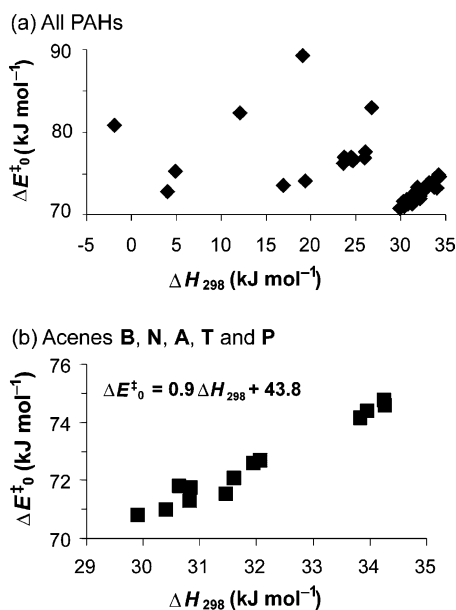 (a) All PAHs
ΔE‡0 (kJ mol–1)
90
80
70
-5 0 5 10 15 20 25 30 35
ΔH298 (kJ mol–1)
(b) Acenes B, N, A, T and P
ΔE‡0 (kJ mol–1)
76
ΔE‡0 = 0.9 ΔH298 + 43.8
74
72
70
29 30 31 32 33 34 35
ΔH298 (kJ mol–1)